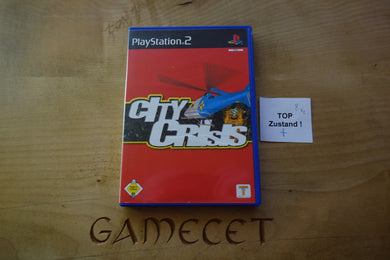 PlayStation.2
CITY
CRISIS
TOP
Zustand !
GAMECET